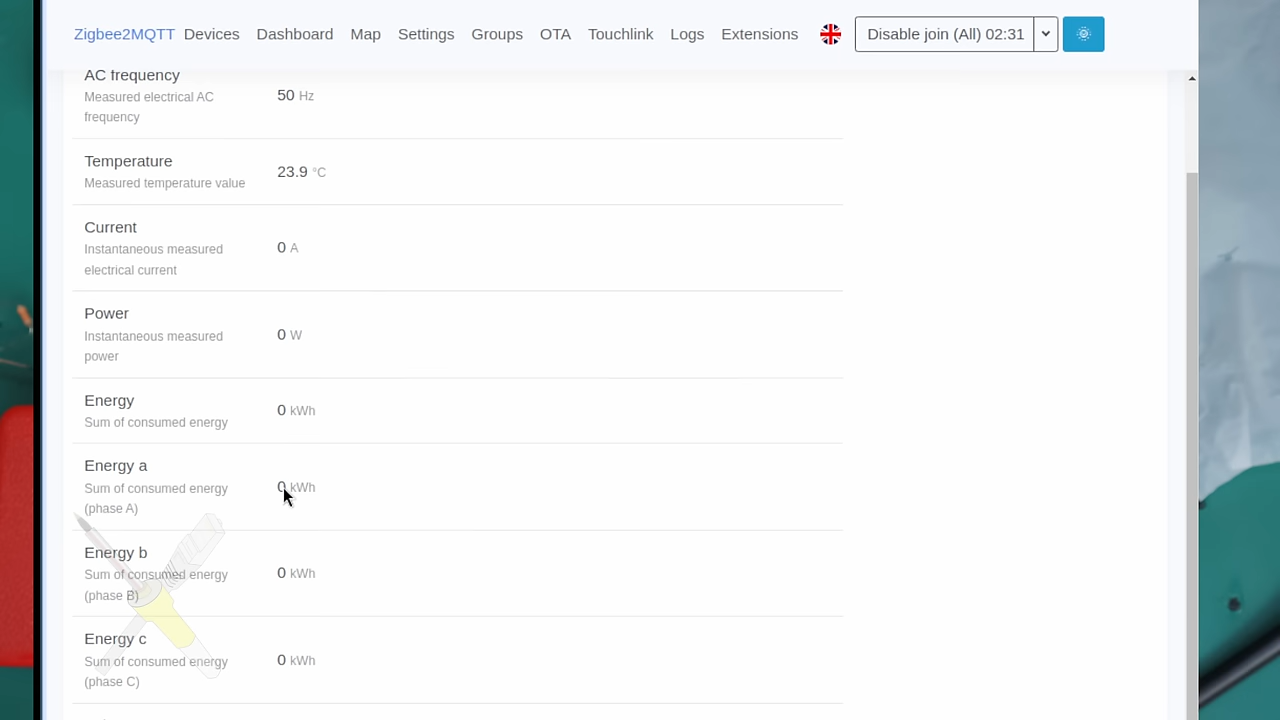 Zigbee2MQTT Devices Dashboard Map Settings Groups OTA Touchlink Logs Extensions Disable join (All) 02:31
AC frequency
Measured electrical AC
frequency
50 Hz
Temperature
Measured temperature value
23.9 °C
Current
Instantaneous measured
electrical current
0 A
Power
Instantaneous measured
power
0 W
Energy
Sum of consumed energy
0 kWh
Energy a
Sum of consumed energy
(phase A)
0 kWh
Energy b
Sum of consumed energy
(phase B)
0 kWh
Energy c
Sum of consumed energy
(phase C)
0 kWh